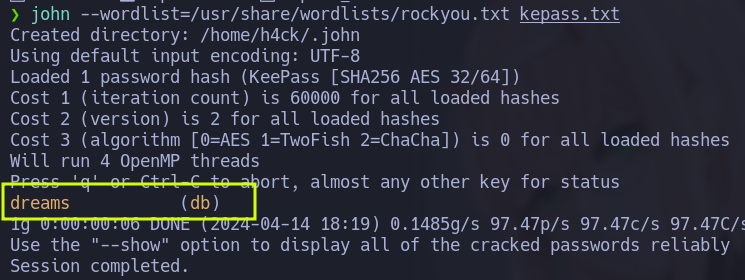 ❯ john --wordlist=/usr/share/wordlists/rockyou.txt kepass.txt
Created directory: /home/h4ck/.john
Using default input encoding: UTF-8
Loaded 1 password hash (KeePass [SHA256 AES 32/64])
Cost 1 (iteration count) is 60000 for all loaded hashes
Cost 2 (version) is 2 for all loaded hashes
Cost 3 (algorithm [0=AES 1=TwoFish 2=ChaCha]) is 0 for all loaded hashes
Will run 4 OpenMP threads
Press 'q' or Ctrl-C to abort, almost any other key for status
dreams (db)
1g 0:00:00:06 DONE (2024-04-14 18:19) 0.1485g/s 97.47p/s 97.47c/s 97.47C/s
Use the "--show" option to display all of the cracked passwords reliably
Session completed.